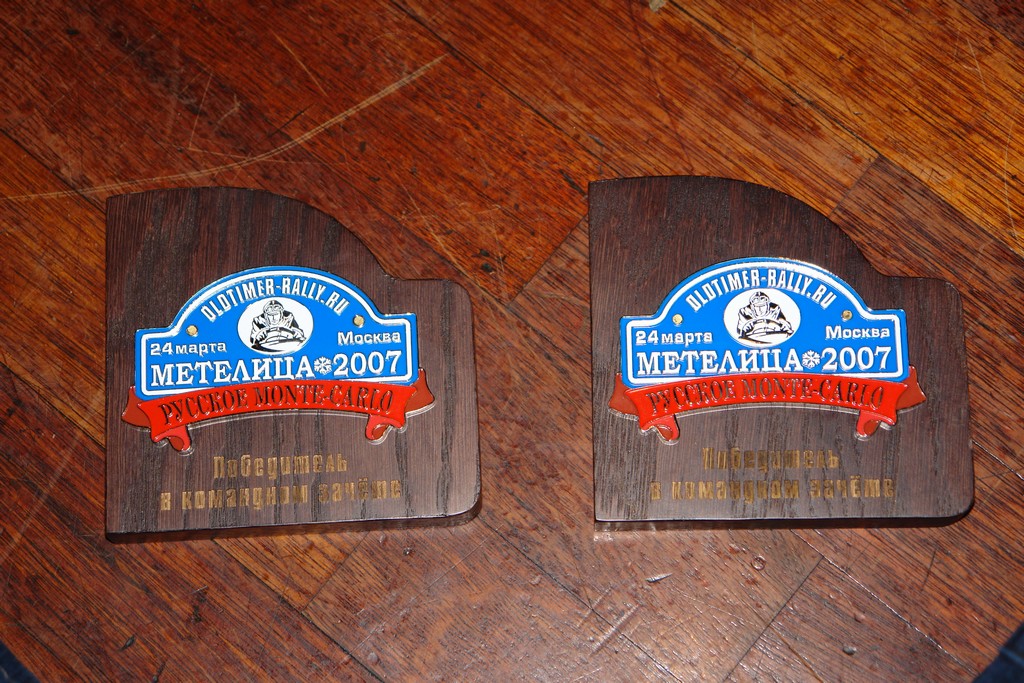 OLDTIMER-RALLY.RU
24 марта Москва
МЕТЕЛИЦА 2007
РУССКОЕ MONTE-CARLO
Победитель
в командном зачёте
OLDTIMER-RALLY.RU
24 марта Москва
МЕТЕЛИЦА 2007
РУССКОЕ MONTE-CARLO
Победитель
в командном зачёте